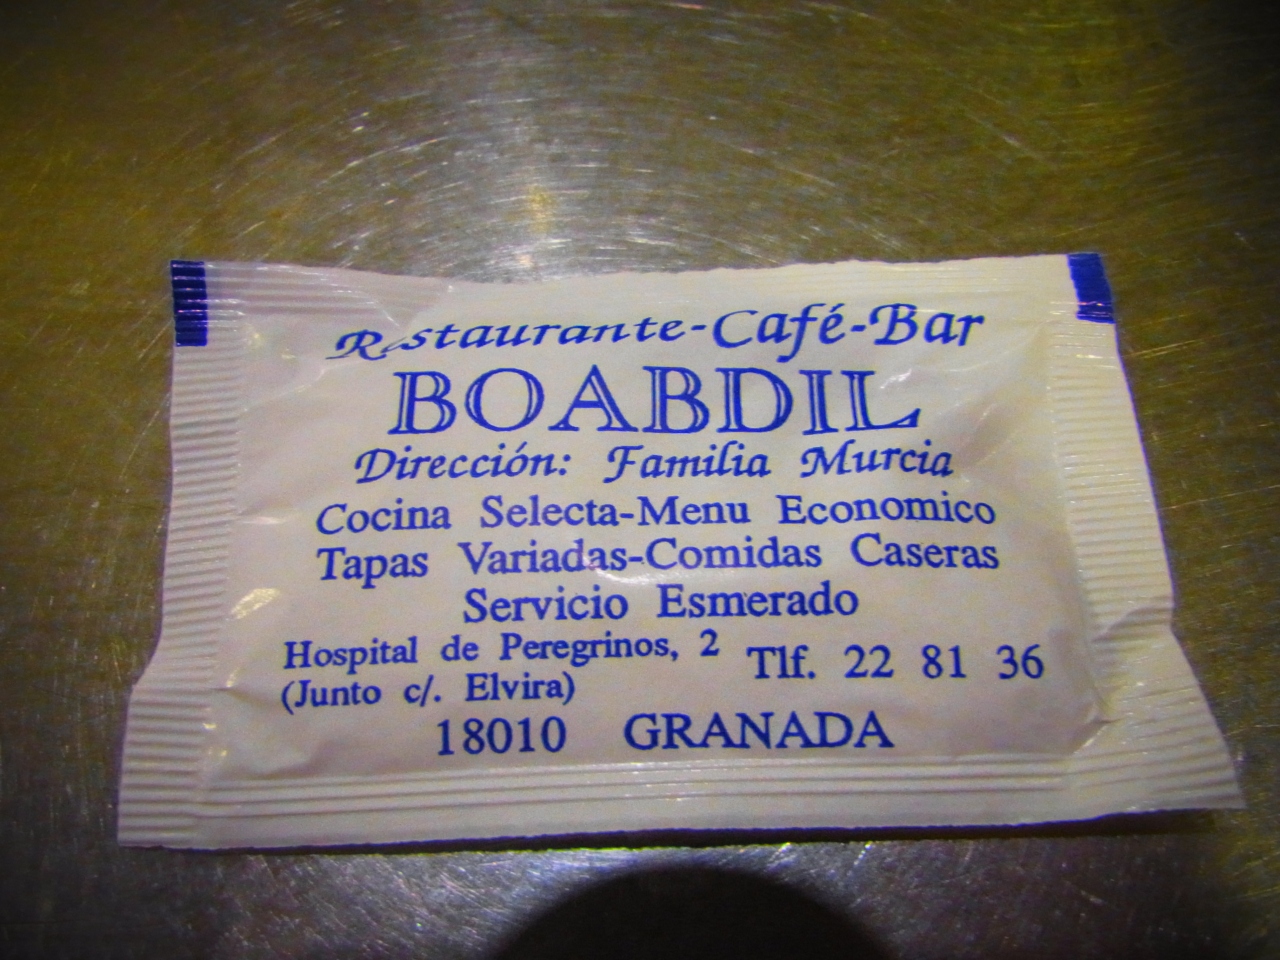 Restaurante-Café-Bar
BOABDIL
Dirección: Familia Murcia
Cocina Selecta-Menu Economico
Tapas Variadas-Comidas Caseras
Servicio Esmerado
Hospital de Peregrinos, 2 Tlf. 22 81 36
(Junto c/. Elvira)
18010 GRANADA